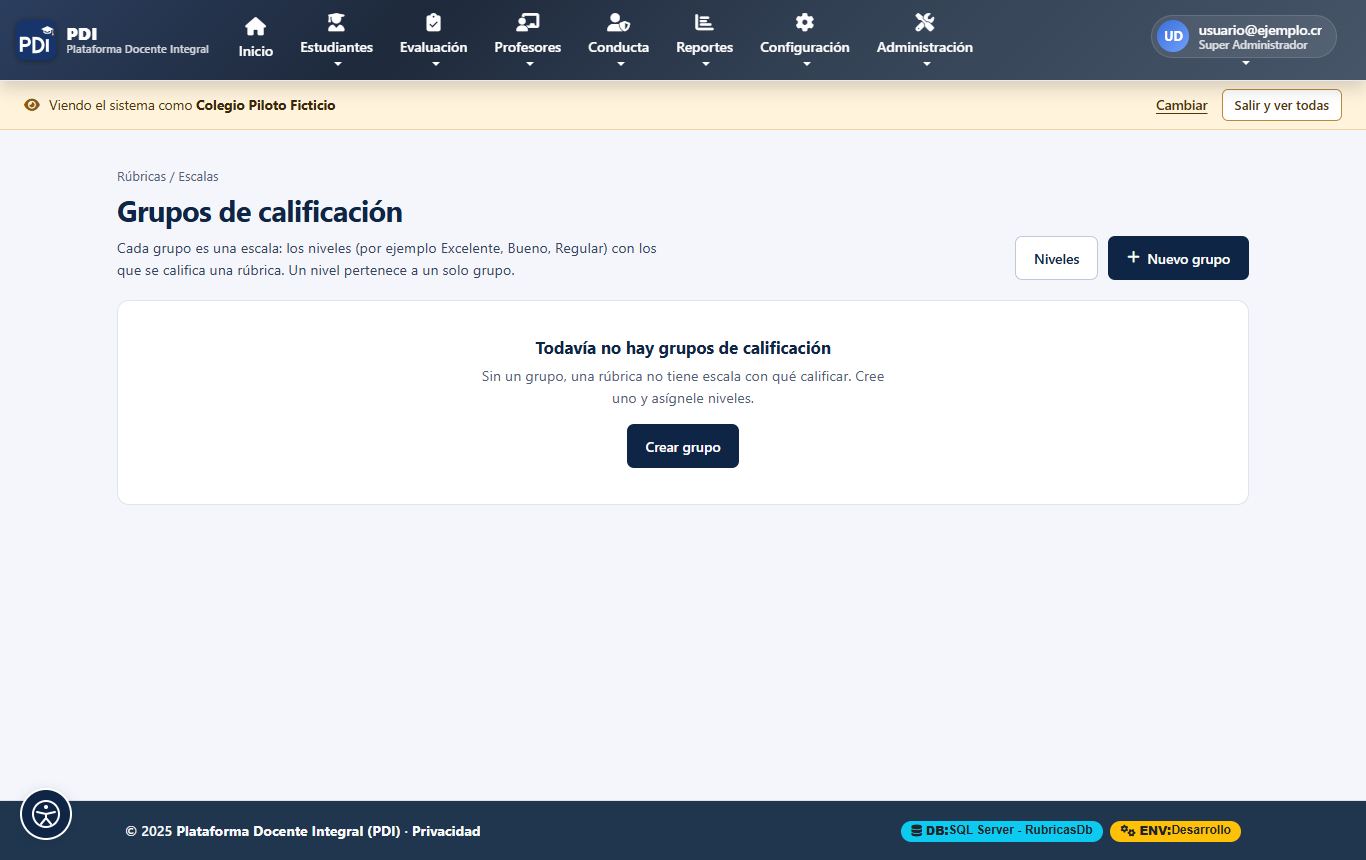 PDI
PDI
Plataforma Docente Integral
Inicio
Estudiantes
Evaluación
Profesores
Conducta
Reportes
Configuración
Administración
UD
usuario@ejemplo.cr
Super Administrador
Viendo el sistema como Colegio Piloto Ficticio
Cambiar
Salir y ver todas
Rúbricas / Escalas
Grupos de calificación
Cada grupo es una escala: los niveles (por ejemplo Excelente, Bueno, Regular) con los
que se califica una rúbrica. Un nivel pertenece a un solo grupo.
Niveles
+ Nuevo grupo
Todavía no hay grupos de calificación
Sin un grupo, una rúbrica no tiene escala con qué calificar. Cree
uno y asígnele niveles.
Crear grupo
© 2025 Plataforma Docente Integral (PDI) · Privacidad
DB:SQL Server - RubricasDb
ENV:Desarrollo